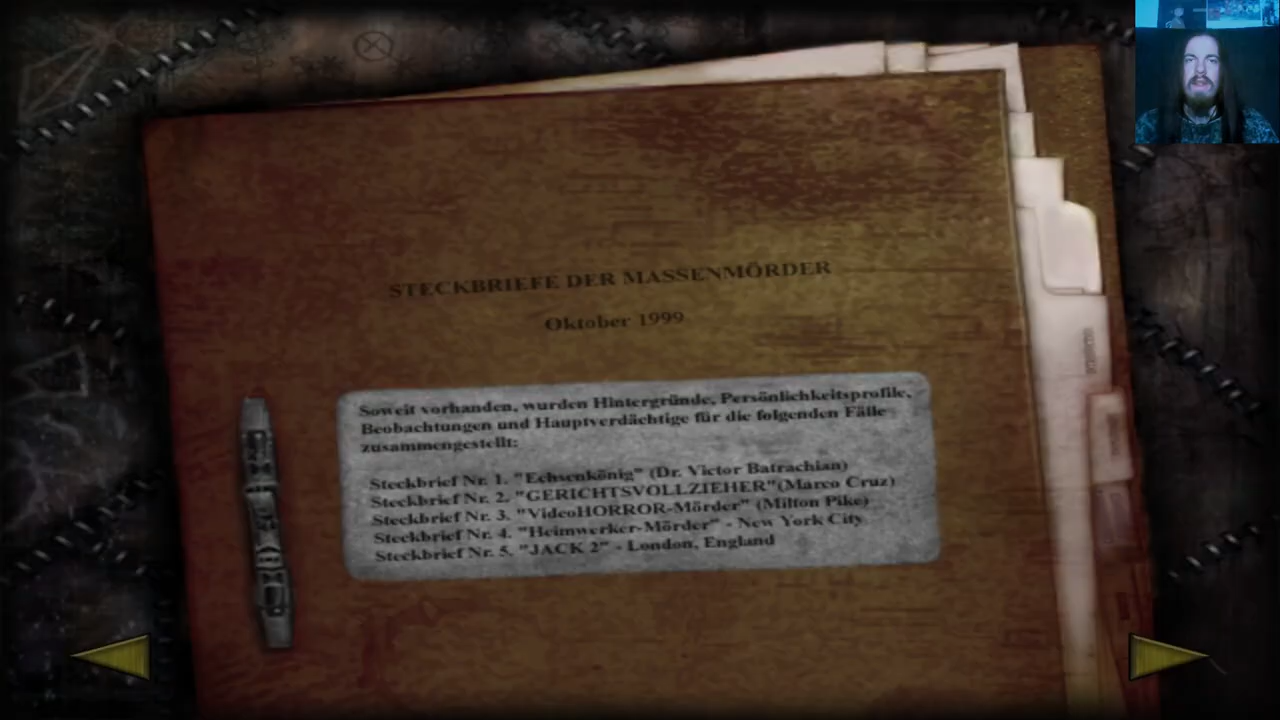 STECKBRIEFE DER MASSENMÖRDER
Oktober 1999
Soweit vorhanden, wurden Hintergründe, Persönlichkeitsprofile,
Beobachtungen und Hauptverdächtige für die folgenden Fälle
zusammengestellt:
Steckbrief Nr. 1. "Echsenkönig" (Dr. Victor Batrachian)
Steckbrief Nr. 2. "GERICHTSVOLLZIEHER"(Marco Cruz)
Steckbrief Nr. 3. "VideoHORROR-Mörder" (Milton Pike)
Steckbrief Nr. 4. "Heimwerker-Mörder" - New York City
Steckbrief Nr. 5. "JACK 2" - London, England